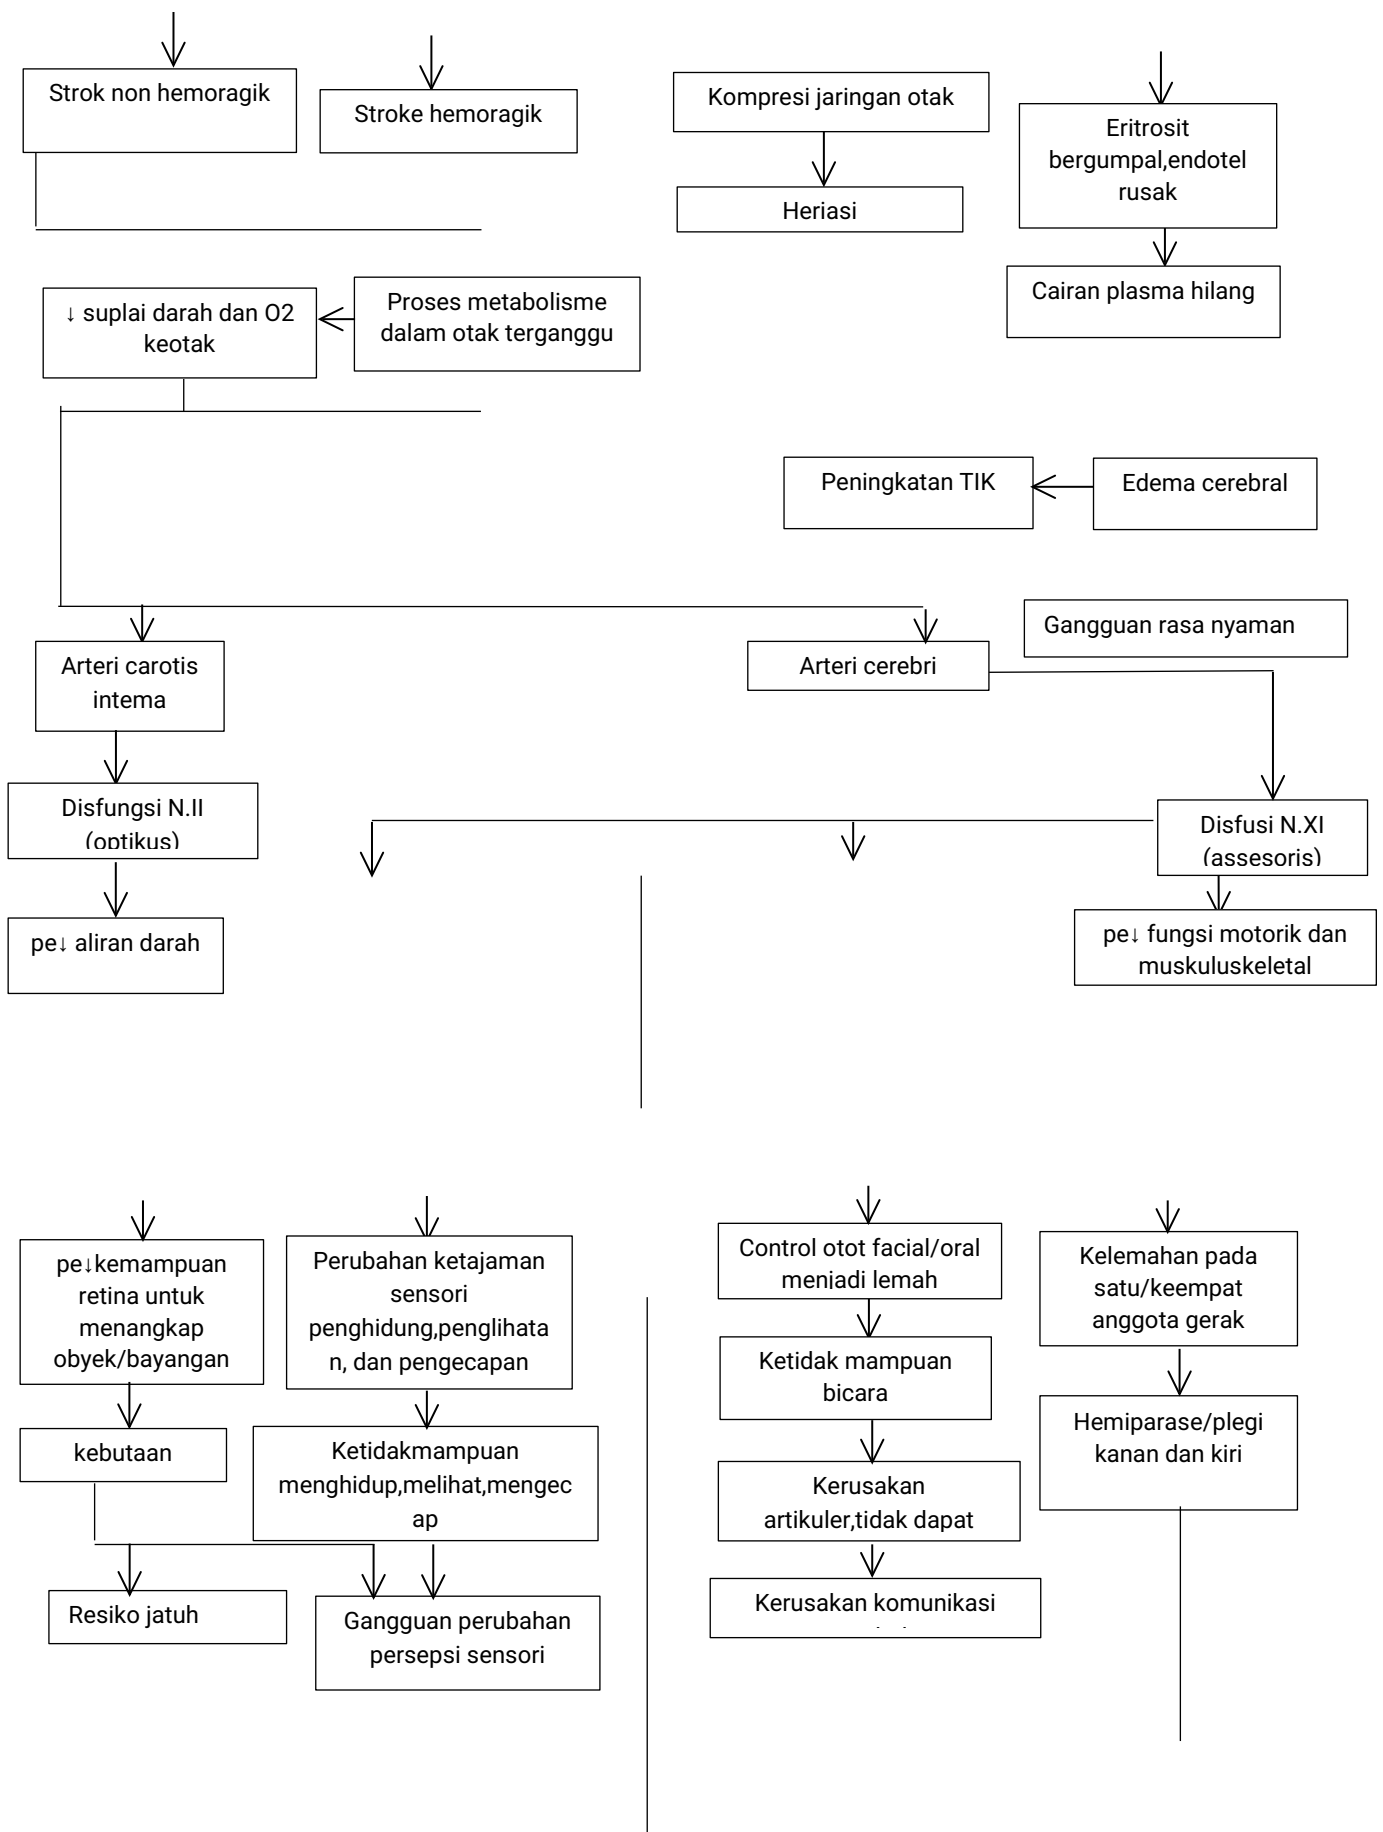 Strok non hemoragik
Stroke hemoragik
Kompresi jaringan otak
Eritrosit
bergumpal,endotel
rusak
Heriasi
Cairan plasma hilang
↓ suplai darah dan O2
keotak
Proses metabolisme
dalam otak terganggu
Peningkatan TIK
Edema cerebral
Gangguan rasa nyaman
Arteri carotis
intema
Arteri cerebri
Disfungsi N.II
(optikus)
Disfusi N.XI
(assesoris)
pe↓ aliran darah
pe↓ fungsi motorik dan
muskuluskeletal
pe↓kemampuan
retina untuk
menangkap
obyek/bayangan
Perubahan ketajaman
sensori
penghidung,penglihata
n, dan pengecapan
Control otot facial/oral
menjadi lemah
Kelemahan pada
satu/keempat
anggota gerak
kebutaan
Ketidakmampuan
menghidup,melihat,mengec
ap
Ketidak mampuan
bicara
Hemiparase/plegi
kanan dan kiri
Kerusakan
artikuler,tidak dapat
Resiko jatuh
Gangguan perubahan
persepsi sensori
Kerusakan komunikasi